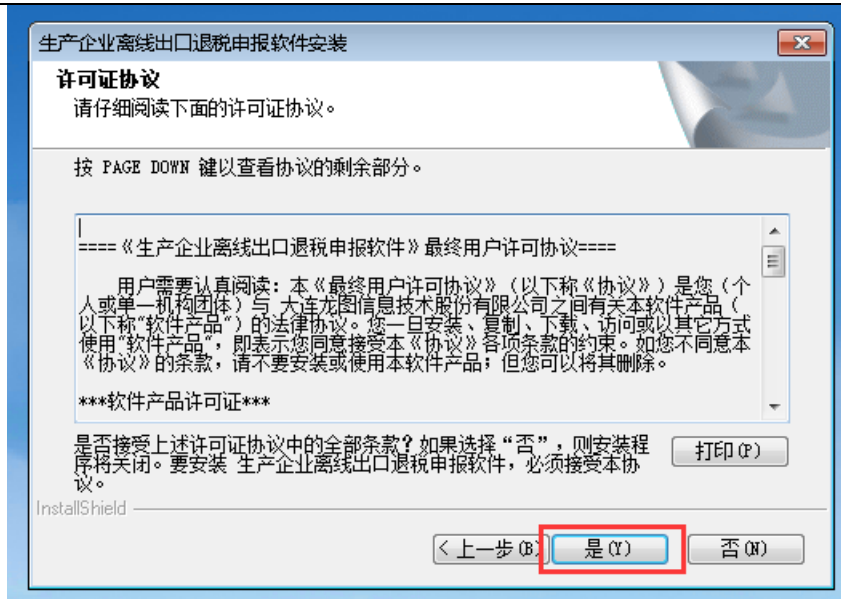 生产企业离线出口退税申报软件安装
许可证协议
请仔细阅读下面的许可证协议。
按 PAGE DOWN 键以查看协议的剩余部分。
====《生产企业离线出口退税申报软件》最终用户许可协议====
用户需要认真阅读：本《最终用户许可协议》（以下称《协议》）是您（个
人或单一机构团体）与 大连龙图信息技术股份有限公司之间有关本软件产品（
以下称"软件产品"）的法律协议。您一旦安装、复制、下载、访问或以其它方式
使用"软件产品"，即表示您同意接受本《协议》各项条款的约束。如您不同意本
《协议》的条款，请不要安装或使用本软件产品；但您可以将其删除。
***软件产品许可证***
是否接受上述许可证协议中的全部条款？如果选择“否”，则安装程
序将关闭。要安装 生产企业离线出口退税申报软件，必须接受本协
议。
打印(P)
InstallShield
< 上一步(B)
是(Y)
否(N)